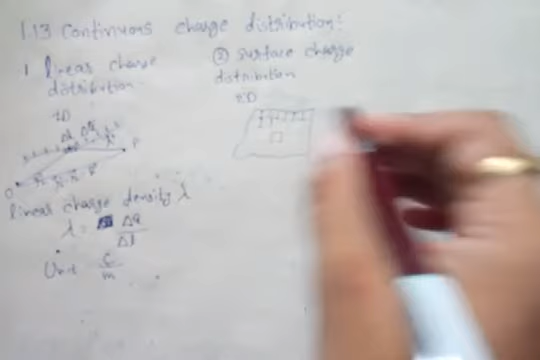 1.13 Continuous charge distribution:
1 linear charge
distribution
1D
ΔQ
P
O
linear charge density λ
λ = ΔQ
Δl
Unit C
m
② Surface charge
distribution
2D